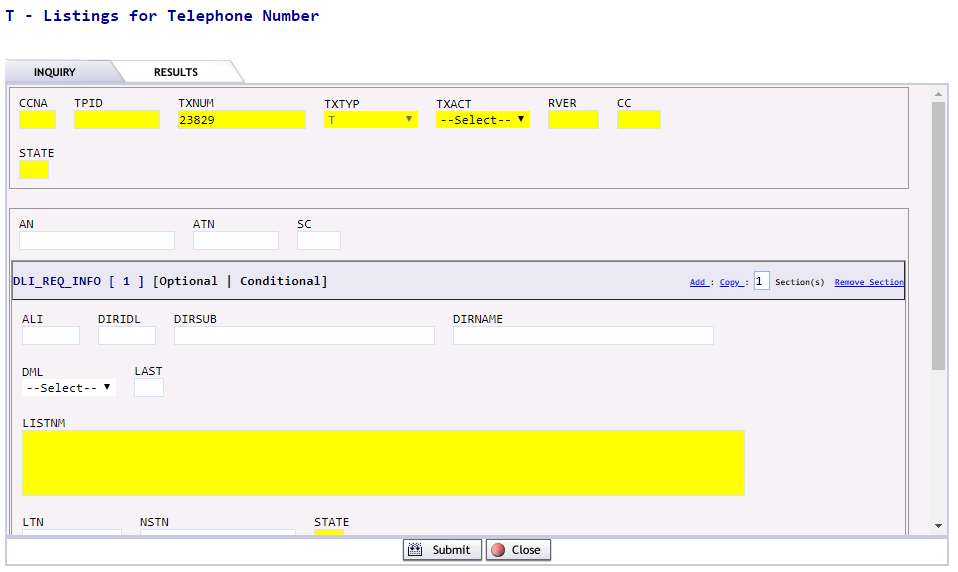 T - Listings for Telephone Number
INQUIRY RESULTS
CCNA TPID TXNUM TXTYP TXACT RVER CC
23829 T --Select--
STATE
AN ATN SC
DLI_REQ_INFO [ 1 ] [Optional | Conditional] Add : Copy : 1 Section(s) Remove Section
ALI DIRIDL DIRSUB DIRNAME
DML LAST
--Select--
LISTNM
LTN NSTN STATE
Submit Close